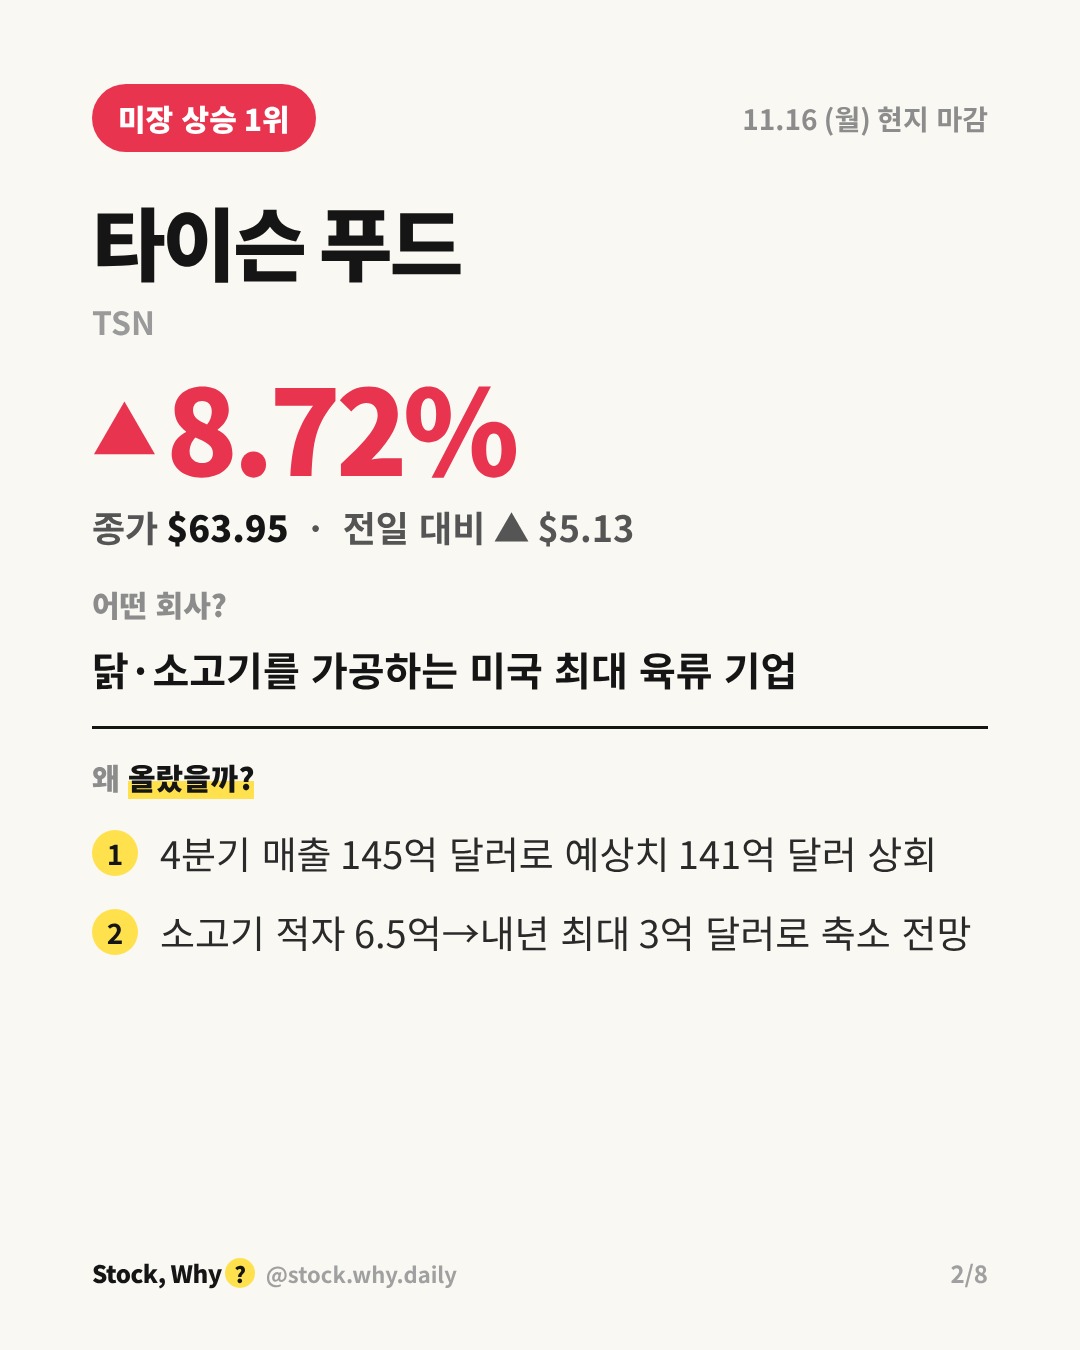 미장 상승 1위
11.16 (월) 현지 마감
타이슨 푸드
TSN
▲8.72%
종가 $63.95 · 전일 대비 ▲ $5.13
어떤 회사?
닭·소고기를 가공하는 미국 최대 육류 기업
왜 올랐을까?
1 4분기 매출 145억 달러로 예상치 141억 달러 상회
2 소고기 적자 6.5억→내년 최대 3억 달러로 축소 전망
Stock, Why ? @stock.why.daily
2/8